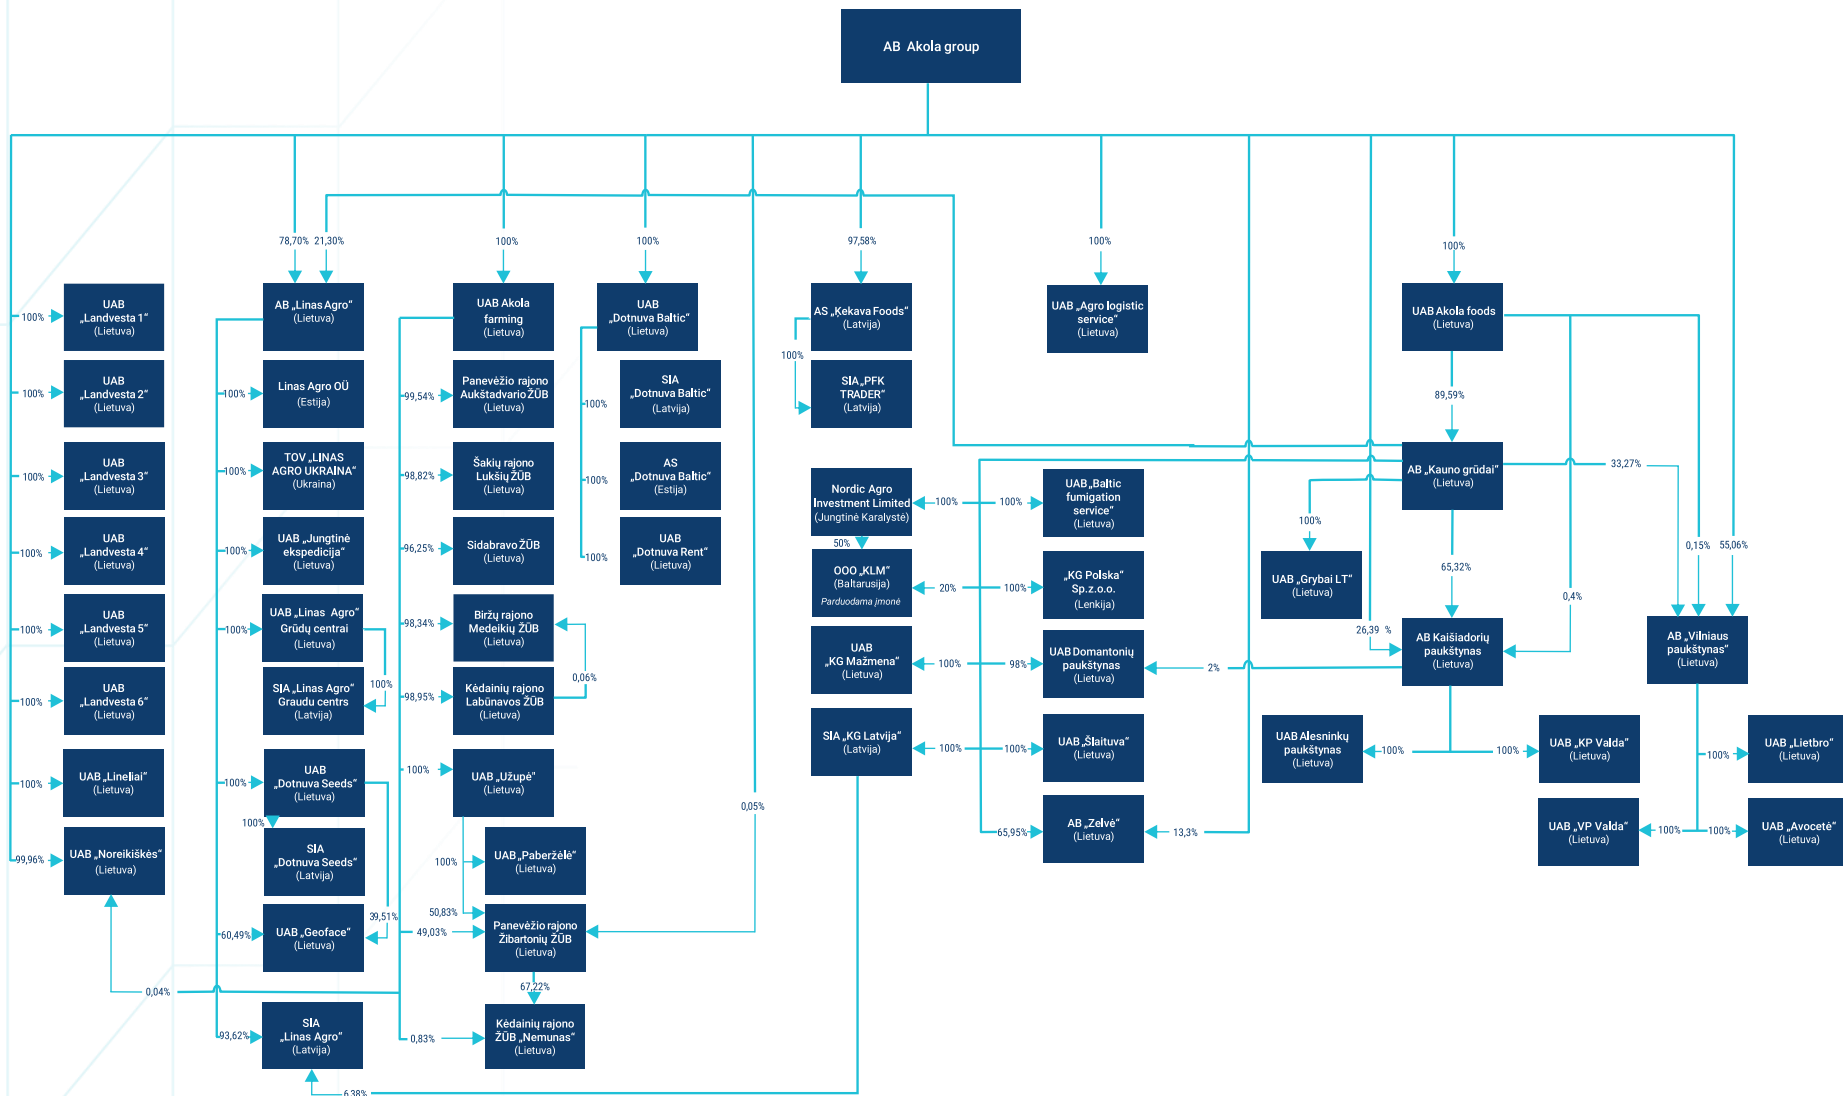 AB Akola group
78,70%
21,30%
100%
100%
97,58%
100%
100%
100%
UAB
„Landvesta 1“
(Lietuva)
100%
UAB
„Landvesta 2“
(Lietuva)
100%
UAB
„Landvesta 3“
(Lietuva)
100%
UAB
„Landvesta 4“
(Lietuva)
100%
UAB
„Landvesta 5“
(Lietuva)
100%
UAB
„Landvesta 6“
(Lietuva)
100%
UAB „Lineliai“
(Lietuva)
99,96%
UAB „Noreikiškės“
(Lietuva)
0,04%
AB „Linas Agro“
(Lietuva)
100%
Linas Agro OÜ
(Estija)
100%
TOV „LINAS
AGRO UKRAINA“
(Ukraina)
100%
UAB „Jungtinė
ekspedicija“
(Lietuva)
100%
UAB „Linas Agro“
Grūdų centrai
(Lietuva)
100%
SIA „Linas Agro“
Graudu centrs
(Latvija)
100%
UAB
„Dotnuva Seeds“
(Lietuva)
100%
SIA
„Dotnuva Seeds“
(Latvija)
39,51%
60,49%
UAB „Geoface“
(Lietuva)
93,62%
SIA
„Linas Agro“
(Latvija)
6,38%
UAB Akola
farming
(Lietuva)
99,54%
Panevėžio rajono
Aukštadvario ŽŪB
(Lietuva)
98,82%
Šakių rajono
Lukšių ŽŪB
(Lietuva)
96,25%
Sidabravo ŽŪB
(Lietuva)
98,34%
Biržų rajono
Medeikių ŽŪB
(Lietuva)
0,06%
98,95%
Kėdainių rajono
Labūnavos ŽŪB
(Lietuva)
100%
UAB „Užupė“
(Lietuva)
100%
UAB „Paberžėlė“
(Lietuva)
50,83%
49,03%
Panevėžio rajono
Žibartonių ŽŪB
(Lietuva)
0,05%
67,22%
0,83%
Kėdainių rajono
ŽŪB „Nemunas“
(Lietuva)
UAB
„Dotnuva Baltic“
(Lietuva)
100%
SIA
„Dotnuva Baltic“
(Latvija)
100%
AS
„Dotnuva Baltic“
(Estija)
100%
UAB
„Dotnuva Rent“
(Lietuva)
AS „Ķekava Foods“
(Latvija)
100%
SIA „PFK
TRADER“
(Latvija)
UAB „Agro logistic
service“
(Lietuva)
UAB Akola foods
(Lietuva)
89,59%
AB „Kauno grūdai“
(Lietuva)
33,27%
Nordic Agro
Investment Limited
(Jungtinė Karalystė)
100%
100%
UAB „Baltic
fumigation
service“
(Lietuva)
50%
OOO „KLM“
(Baltarusija)
Parduodama įmonė
20%
100%
„KG Polska“
Sp.z.o.o.
(Lenkija)
UAB
„KG Mažmena“
(Lietuva)
100%
98%
UAB Domantonių
paukštynas
(Lietuva)
2%
SIA „KG Latvija“
(Latvija)
100%
100%
UAB „Šlaituva“
(Lietuva)
65,95%
AB „Zelvė“
(Lietuva)
13,3%
100%
UAB „Grybai LT“
(Lietuva)
65,32%
26,39 %
0,4%
0,15%
55,06%
AB Kaišiadorių
paukštynas
(Lietuva)
AB „Vilniaus
paukštynas“
(Lietuva)
UAB Alesninkų
paukštynas
(Lietuva)
100%
100%
UAB „KP Valda“
(Lietuva)
100%
UAB „Lietbro“
(Lietuva)
UAB „VP Valda“
(Lietuva)
100%
100%
UAB „Avocetė“
(Lietuva)